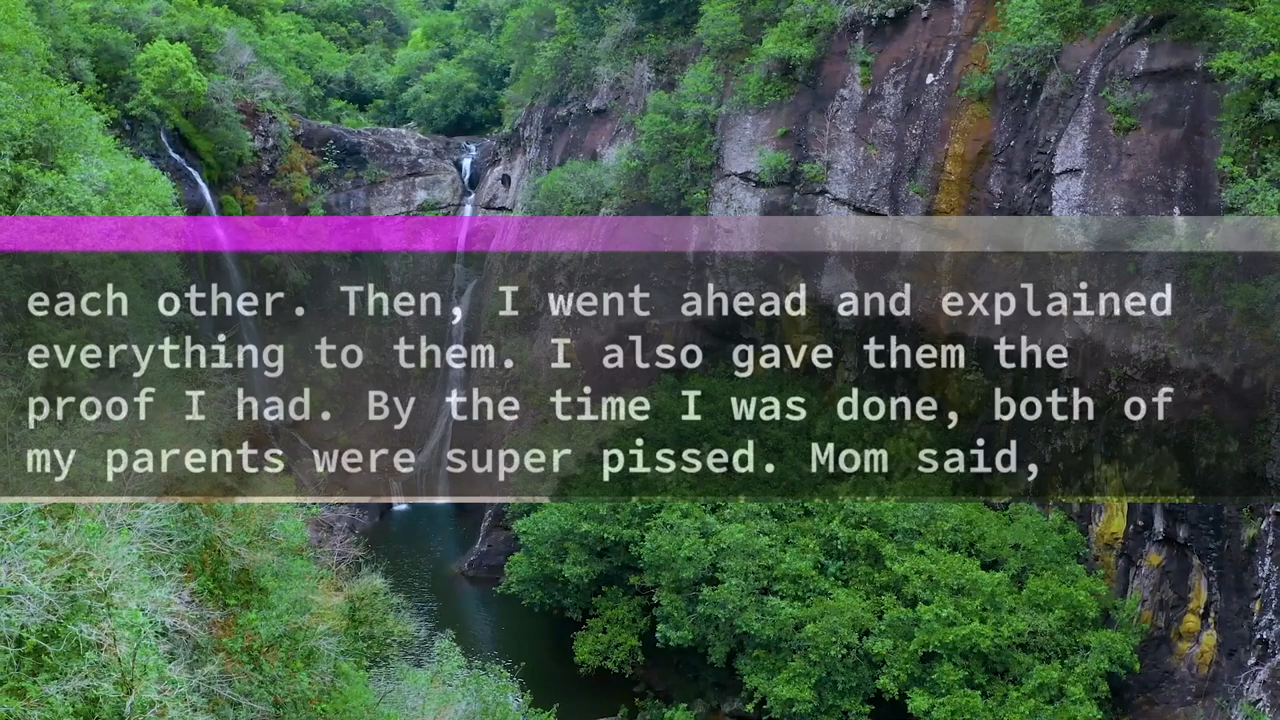 each other. Then, I went ahead and explained
everything to them. I also gave them the
proof I had. By the time I was done, both of
my parents were super pissed. Mom said,